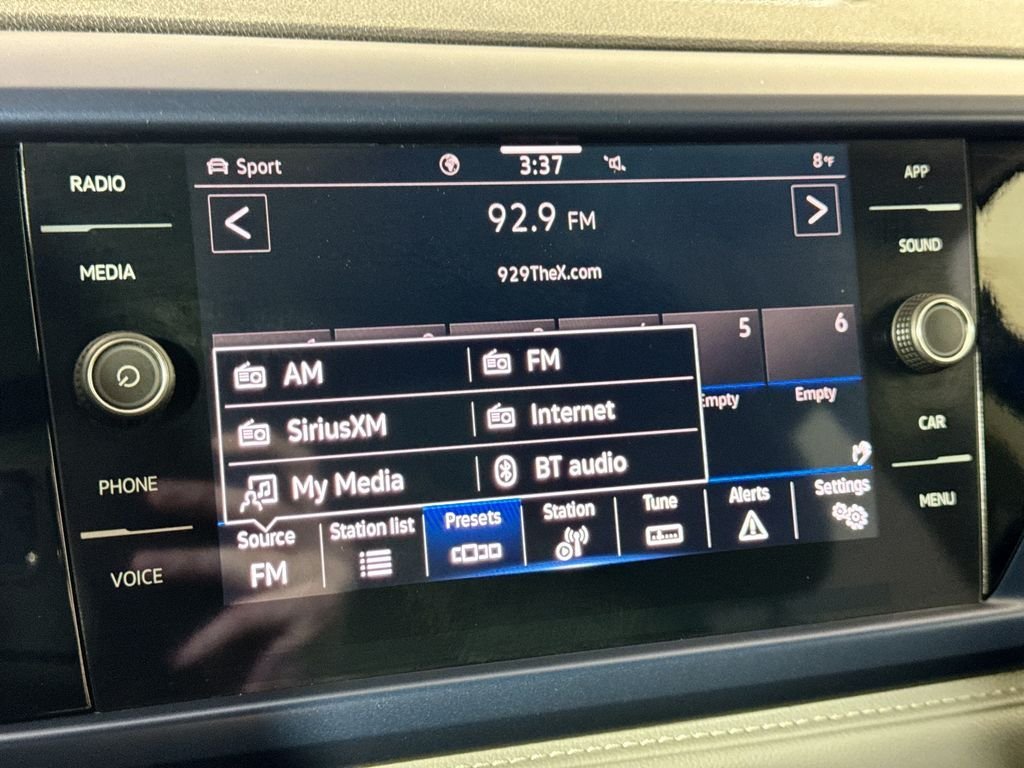 RADIO
MEDIA
PHONE
VOICE
Sport
3:37
8°F
92.9 FM
929TheX.com
5
6
Empty
Empty
AM
FM
SiriusXM
Internet
My Media
BT audio
Source
FM
Station list
Presets
Station
Tune
Alerts
Settings
APP
SOUND
CAR
MENU